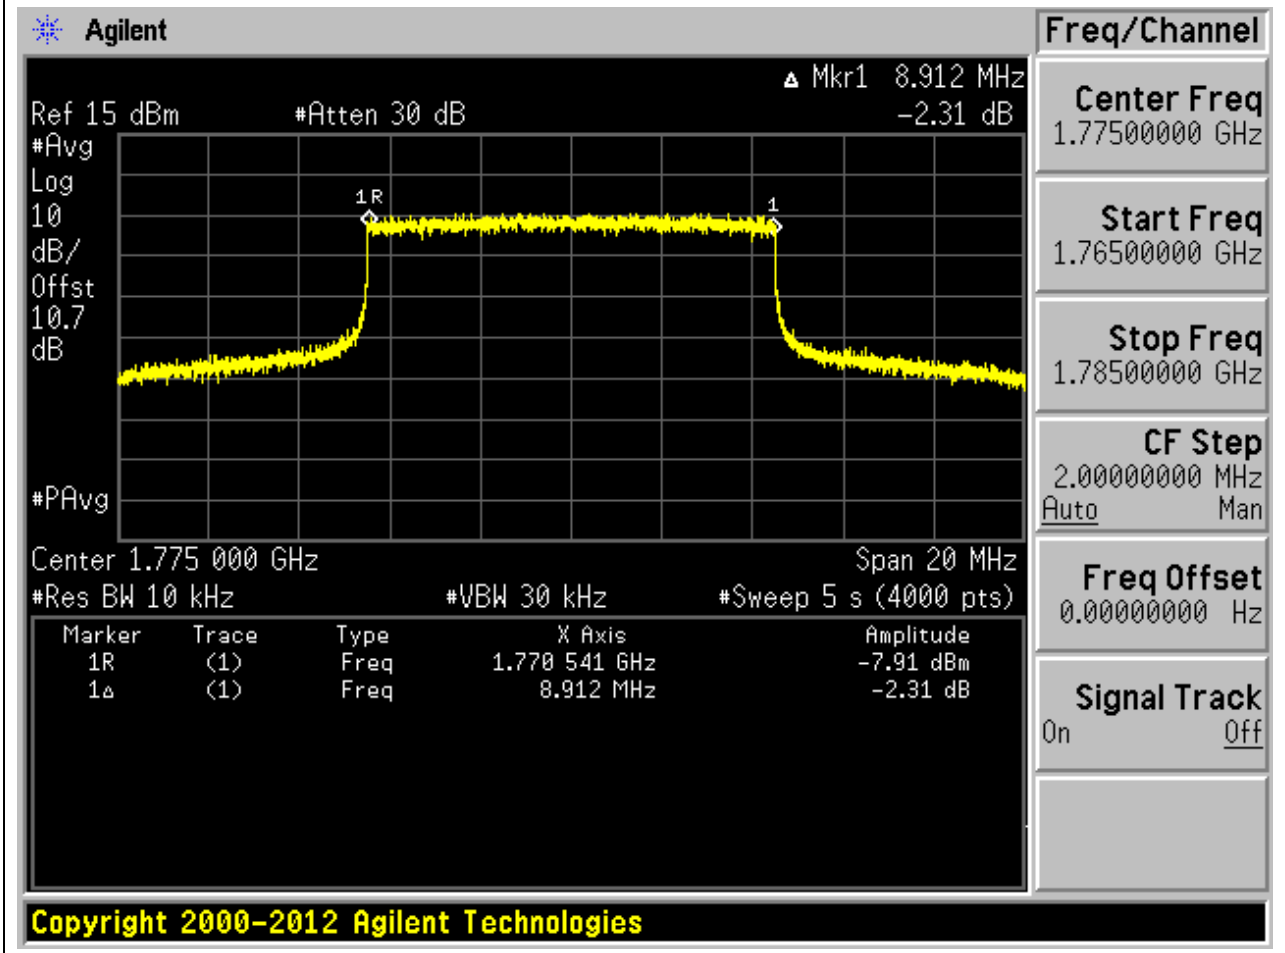 Agilent
Freq/Channel
Δ Mkr1 8.912 MHz
Ref 15 dBm #Atten 30 dB -2.31 dB
#Avg
Log
10
dB/
Offst
10.7
dB
1R
1
#PAvg
Center 1.775 000 GHz Span 20 MHz
#Res BW 10 kHz #VBW 30 kHz #Sweep 5 s (4000 pts)
Marker Trace Type X Axis Amplitude
1R (1) Freq 1.770 541 GHz -7.91 dBm
1Δ (1) Freq 8.912 MHz -2.31 dB
Center Freq
1.77500000 GHz
Start Freq
1.76500000 GHz
Stop Freq
1.78500000 GHz
CF Step
2.00000000 MHz
Auto Man
Freq Offset
0.00000000 Hz
Signal Track
On Off
Copyright 2000-2012 Agilent Technologies